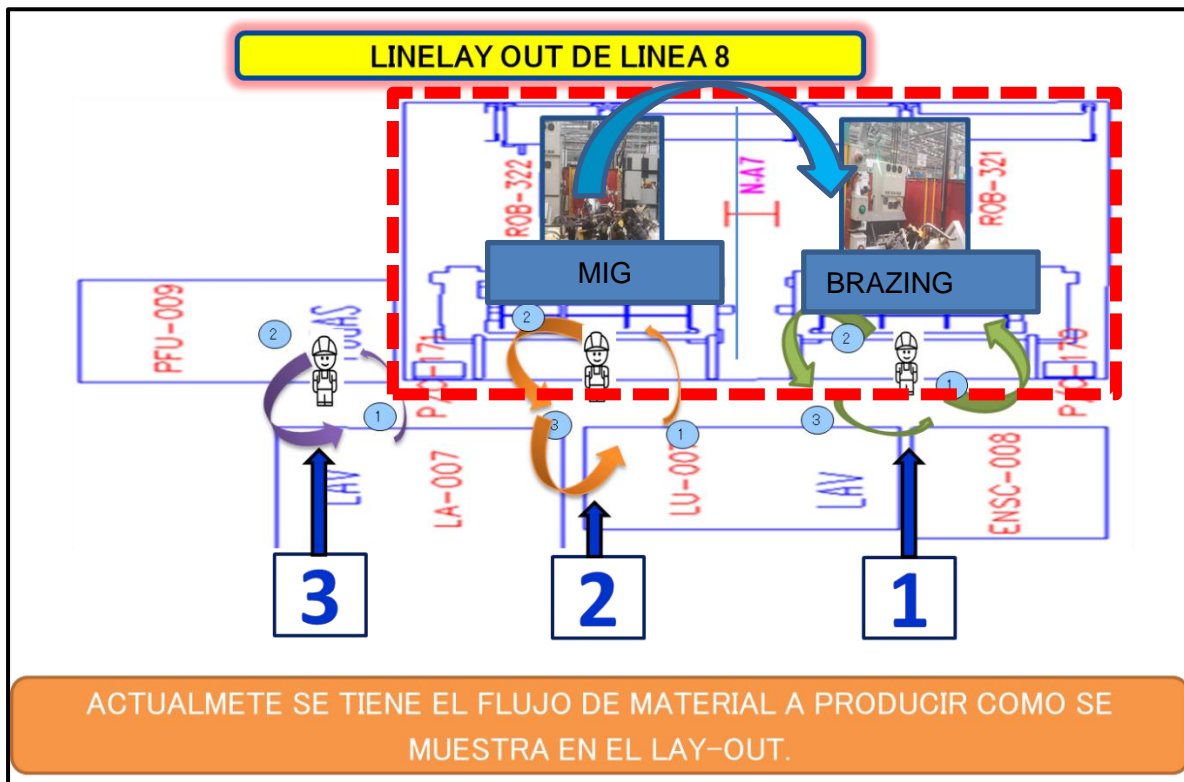 LINELAY OUT DE LINEA 8
ROB-322
N-A7
ROB-321
MIG
BRAZING
PFU-009
2
2
2
1
3
1
3
1
LAV
LA-007
LAV
ENSC-008
3
2
1
ACTUALMETE SE TIENE EL FLUJO DE MATERIAL A PRODUCIR COMO SE
MUESTRA EN EL LAY-OUT.